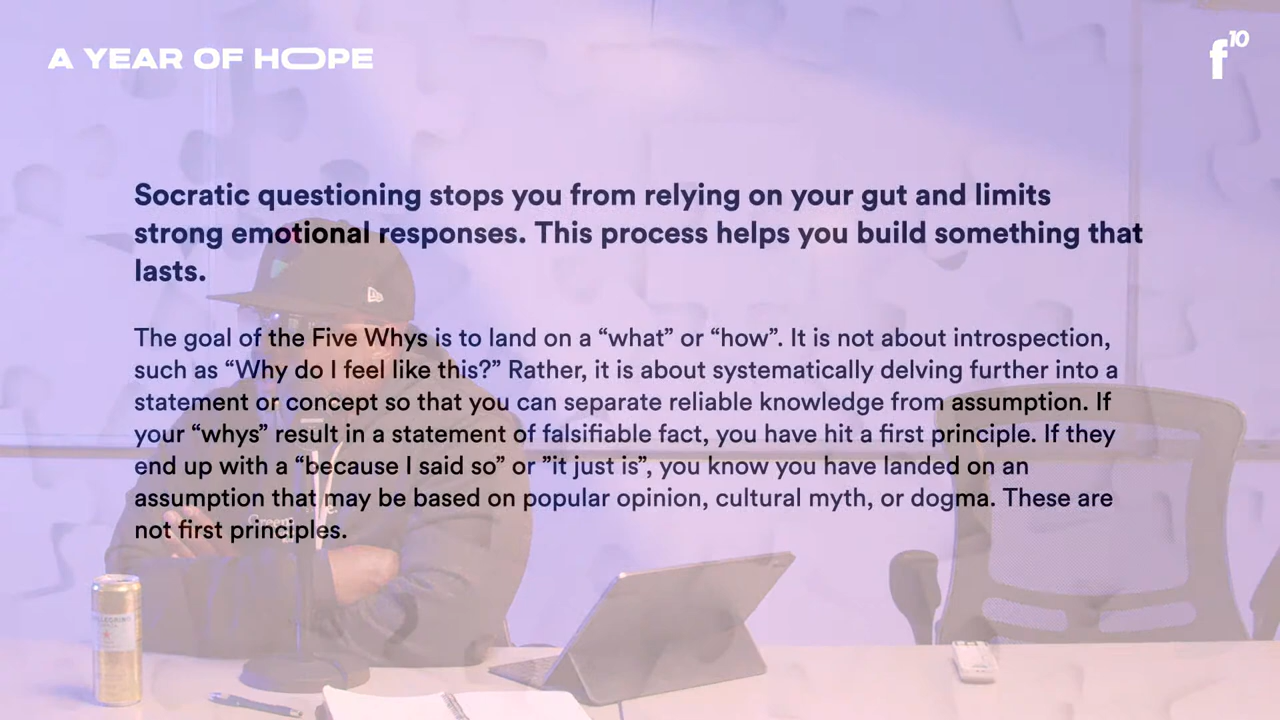 A YEAR OF HOPE
f10
Socratic questioning stops you from relying on your gut and limits
strong emotional responses. This process helps you build something that
lasts.
The goal of the Five Whys is to land on a “what” or “how”. It is not about introspection,
such as “Why do I feel like this?” Rather, it is about systematically delving further into a
statement or concept so that you can separate reliable knowledge from assumption. If
your “whys” result in a statement of falsifiable fact, you have hit a first principle. If they
end up with a “because I said so” or ”it just is”, you know you have landed on an
assumption that may be based on popular opinion, cultural myth, or dogma. These are
not first principles.